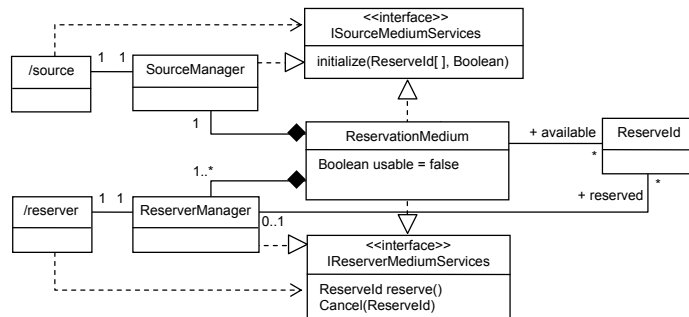 <<interface>>
ISourceMediumServices
initialize(ReserveId[ ], Boolean)
/source
1 1
SourceManager
1
ReservationMedium
Boolean usable = false
+ available
*
ReserveId
*
+ reserved
1..*
/reserver
1 1
ReserverManager
0..1
<<interface>>
IReserverMediumServices
ReserveId reserve()
Cancel(ReserveId)